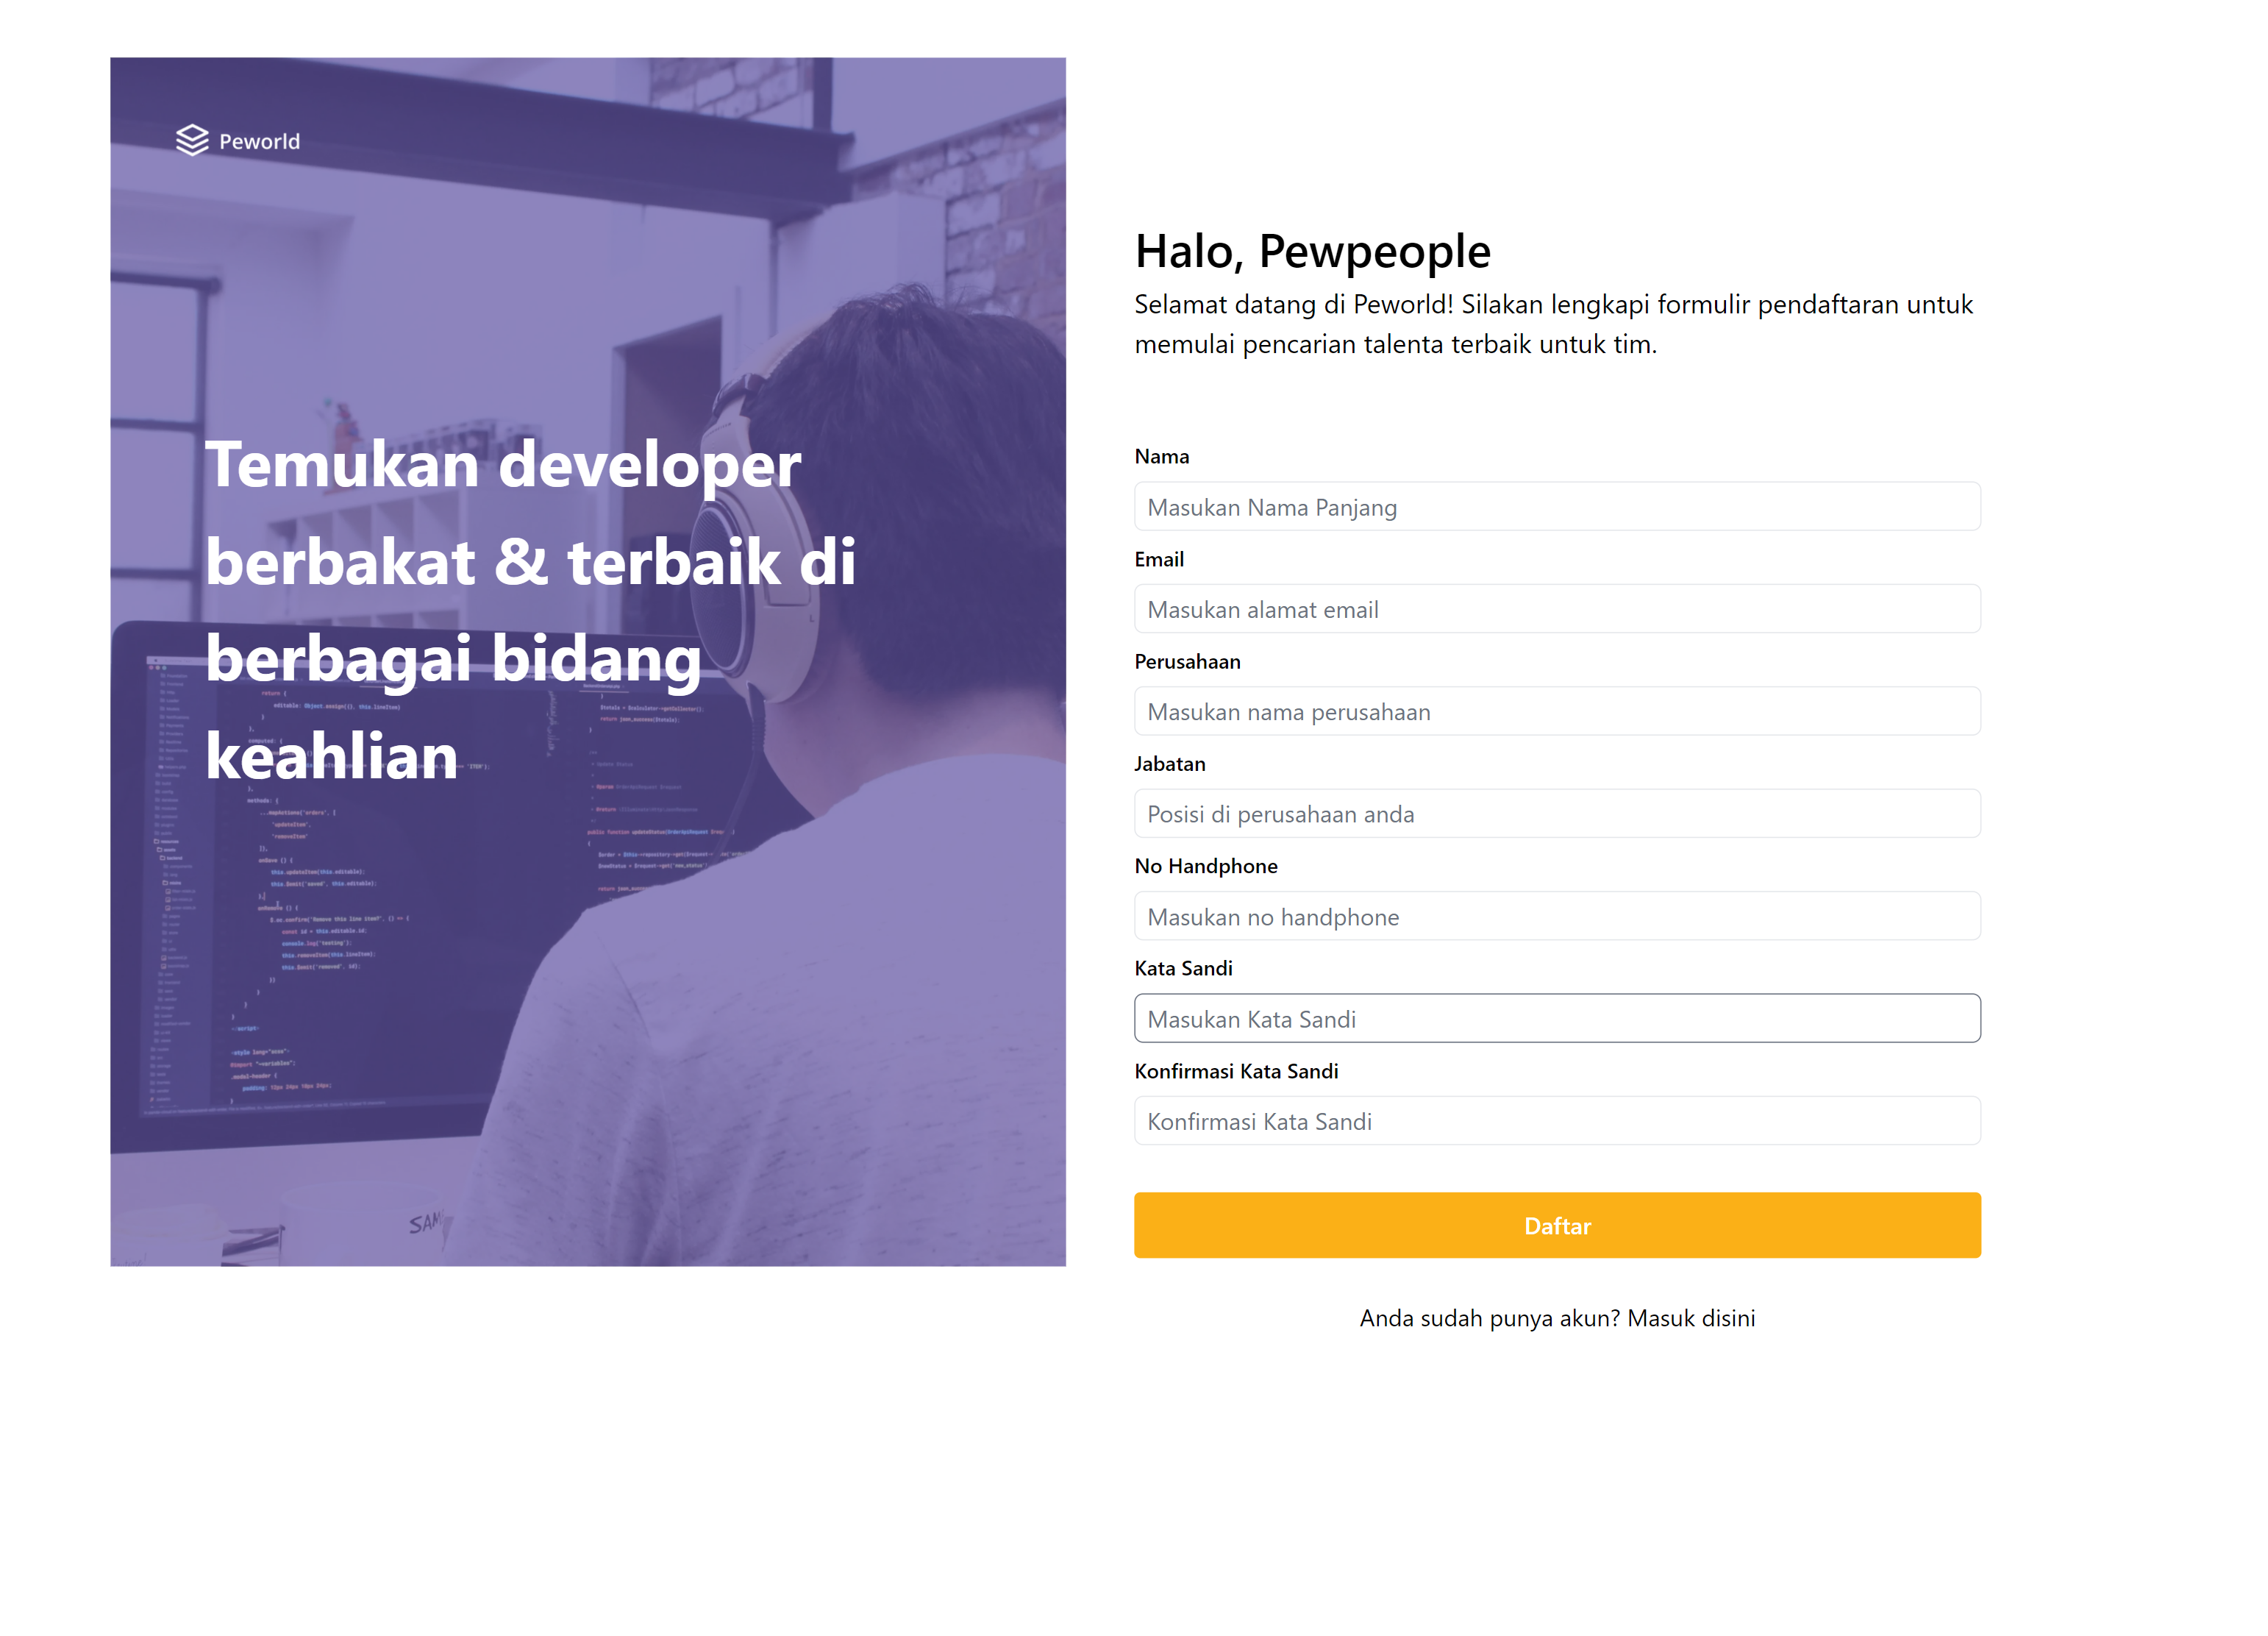 Peworld
Temukan developer
berbakat & terbaik di
berbagai bidang
keahlian
Halo, Pewpeople
Selamat datang di Peworld! Silakan lengkapi formulir pendaftaran untuk
memulai pencarian talenta terbaik untuk tim.
Nama
Masukan Nama Panjang
Email
Masukan alamat email
Perusahaan
Masukan nama perusahaan
Jabatan
Posisi di perusahaan anda
No Handphone
Masukan no handphone
Kata Sandi
Masukan Kata Sandi
Konfirmasi Kata Sandi
Konfirmasi Kata Sandi
Daftar
Anda sudah punya akun? Masuk disini